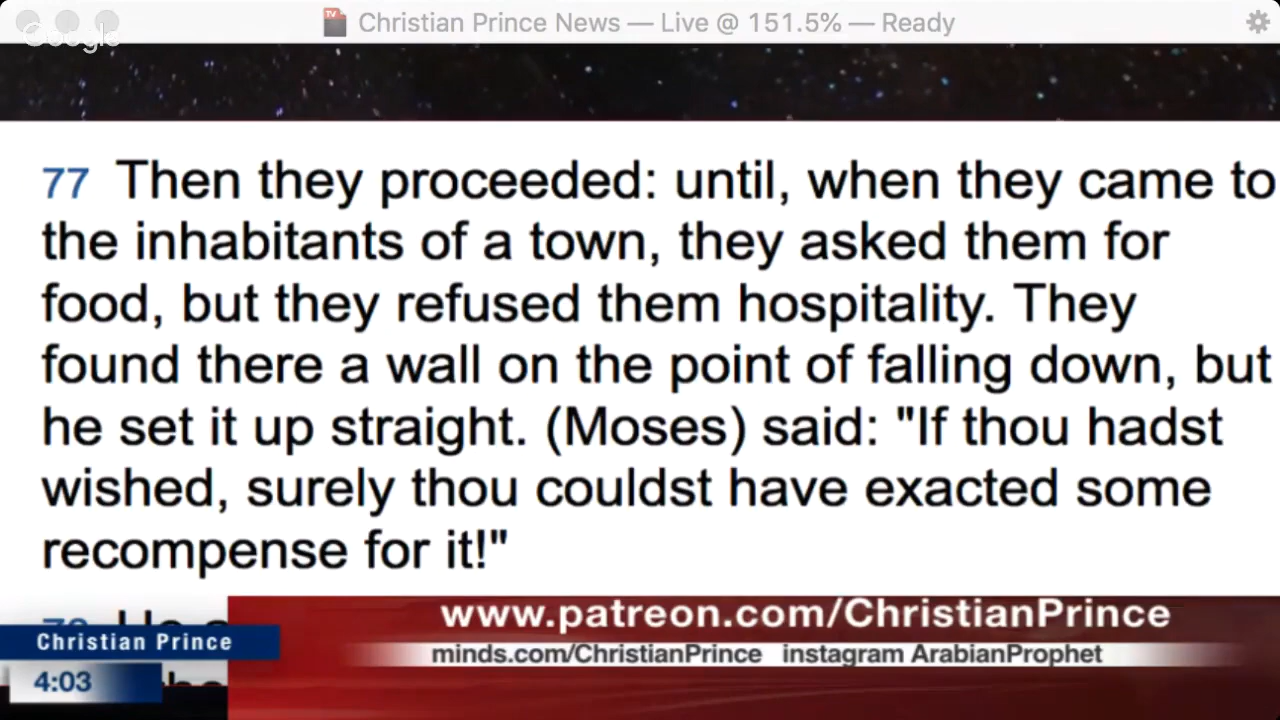 Christian Prince News — Live @ 151.5% — Ready
Google
77 Then they proceeded: until, when they came to
the inhabitants of a town, they asked them for
food, but they refused them hospitality. They
found there a wall on the point of falling down, but
he set it up straight. (Moses) said: "If thou hadst
wished, surely thou couldst have exacted some
recompense for it!"
www.patreon.com/ChristianPrince
Christian Prince
minds.com/ChristianPrince instagram ArabianProphet
4:03